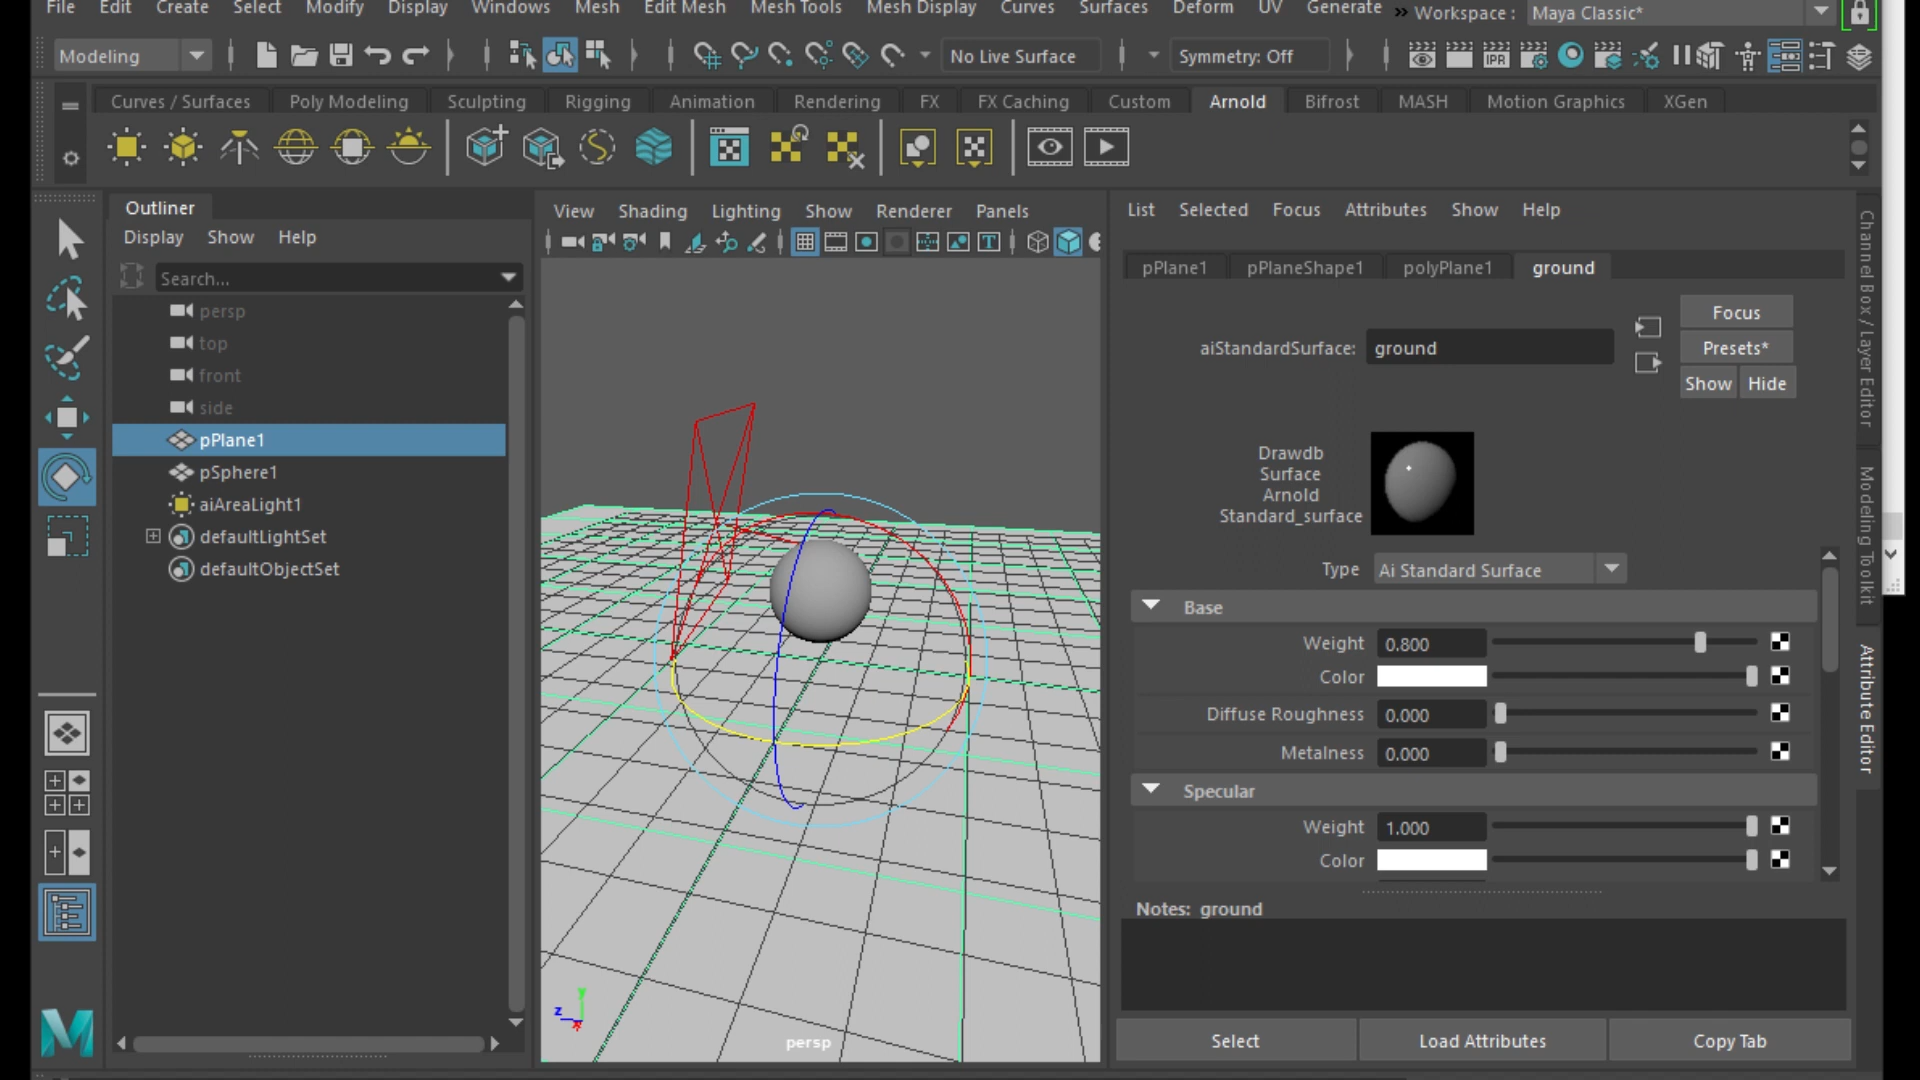 File Edit Create Select Modify Display Windows Mesh Edit Mesh Mesh Tools Mesh Display Curves Surfaces Deform UV Generate » Workspace : Maya Classic*
Modeling No Live Surface Symmetry: Off IPR
Curves / Surfaces Poly Modeling Sculpting Rigging Animation Rendering FX FX Caching Custom Arnold Bifrost MASH Motion Graphics XGen
Outliner
Display Show Help
Search...
persp
top
front
side
pPlane1
pSphere1
aiAreaLight1
defaultLightSet
defaultObjectSet
View Shading Lighting Show Renderer Panels
y
z
x
persp
List Selected Focus Attributes Show Help
pPlane1 pPlaneShape1 polyPlane1 ground
aiStandardSurface: ground
Focus
Presets*
Show Hide
Drawdb
Surface
Arnold
Standard_surface
Type Ai Standard Surface
Base
Weight 0.800
Color
Diffuse Roughness 0.000
Metalness 0.000
Specular
Weight 1.000
Color
Notes: ground
Select Load Attributes Copy Tab
Channel Box / Layer Editor
Modeling Toolkit
Attribute Editor